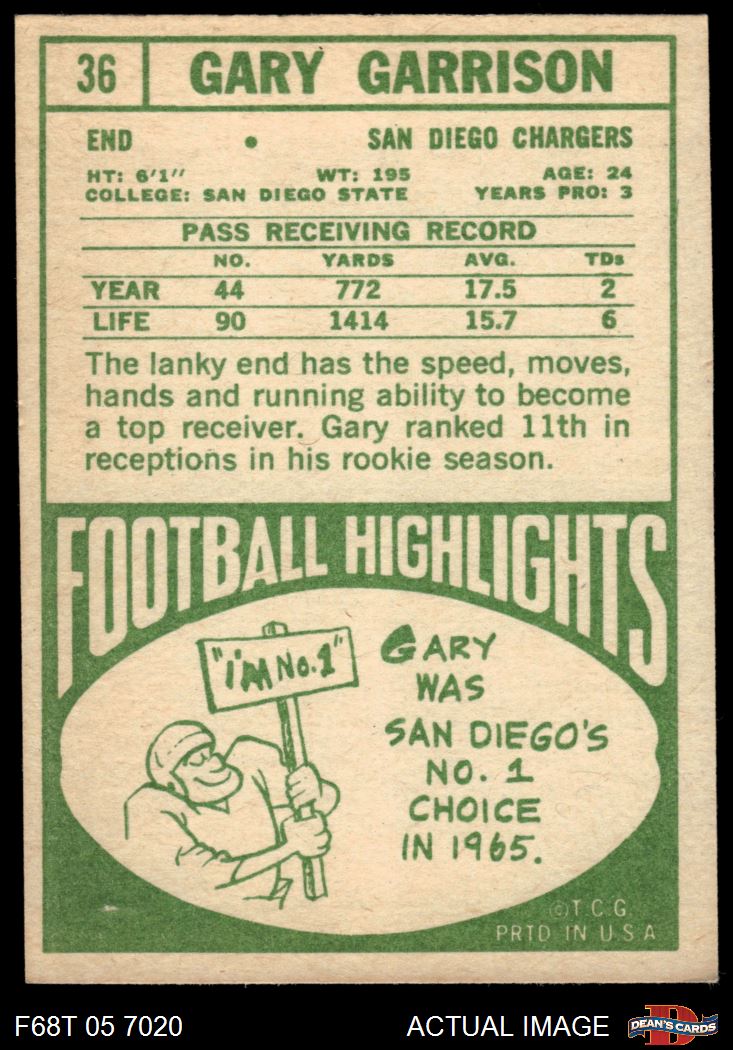 36 GARY GARRISON
END • SAN DIEGO CHARGERS
HT: 6'1" WT: 195 AGE: 24
COLLEGE: SAN DIEGO STATE YEARS PRO: 3
PASS RECEIVING RECORD
NO. YARDS AVG. TDs
YEAR 44 772 17.5 2
LIFE 90 1414 15.7 6
The lanky end has the speed, moves,
hands and running ability to become
a top receiver. Gary ranked 11th in
receptions in his rookie season.
FOOTBALL HIGHLIGHTS
"I'M No. 1"
GARY
WAS
SAN DIEGO'S
NO. 1
CHOICE
IN 1965.
©T.C.G.
PRTD IN U.S.A
F68T 05 7020 ACTUAL IMAGE DEAN'S CARDS